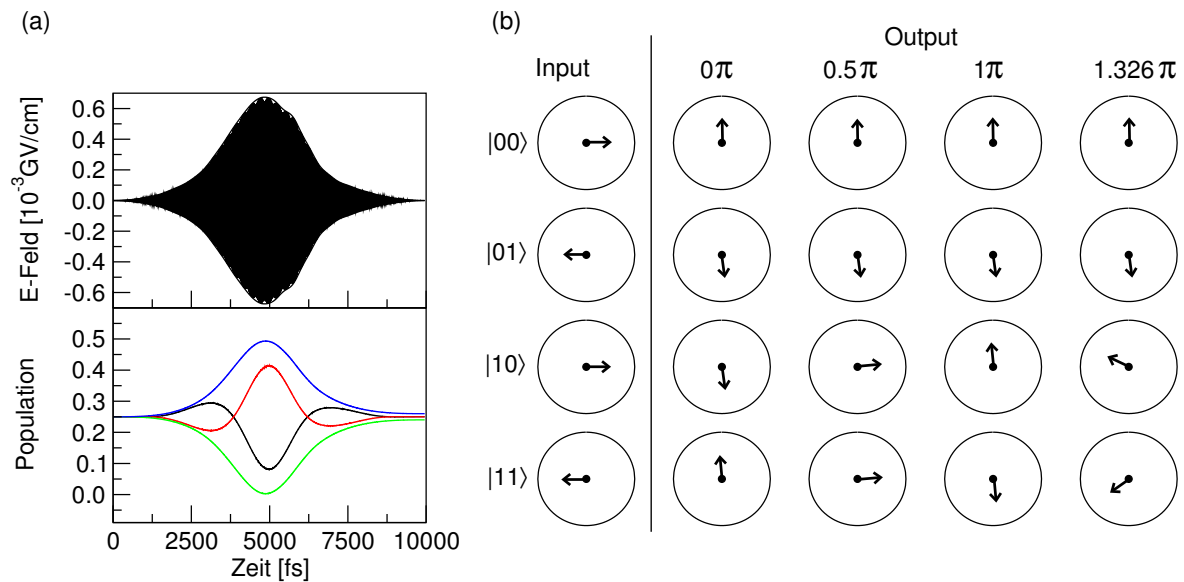 (a)
E-Feld [10⁻³GV/cm]
0.6
0.4
0.2
0.0
-0.2
-0.4
-0.6
Population
0.5
0.4
0.3
0.2
0.1
0.0
0 2500 5000 7500 10000
Zeit [fs]
(b)
Output
Input 0π 0.5π 1π 1.326π
|00⟩
|01⟩
|10⟩
|11⟩